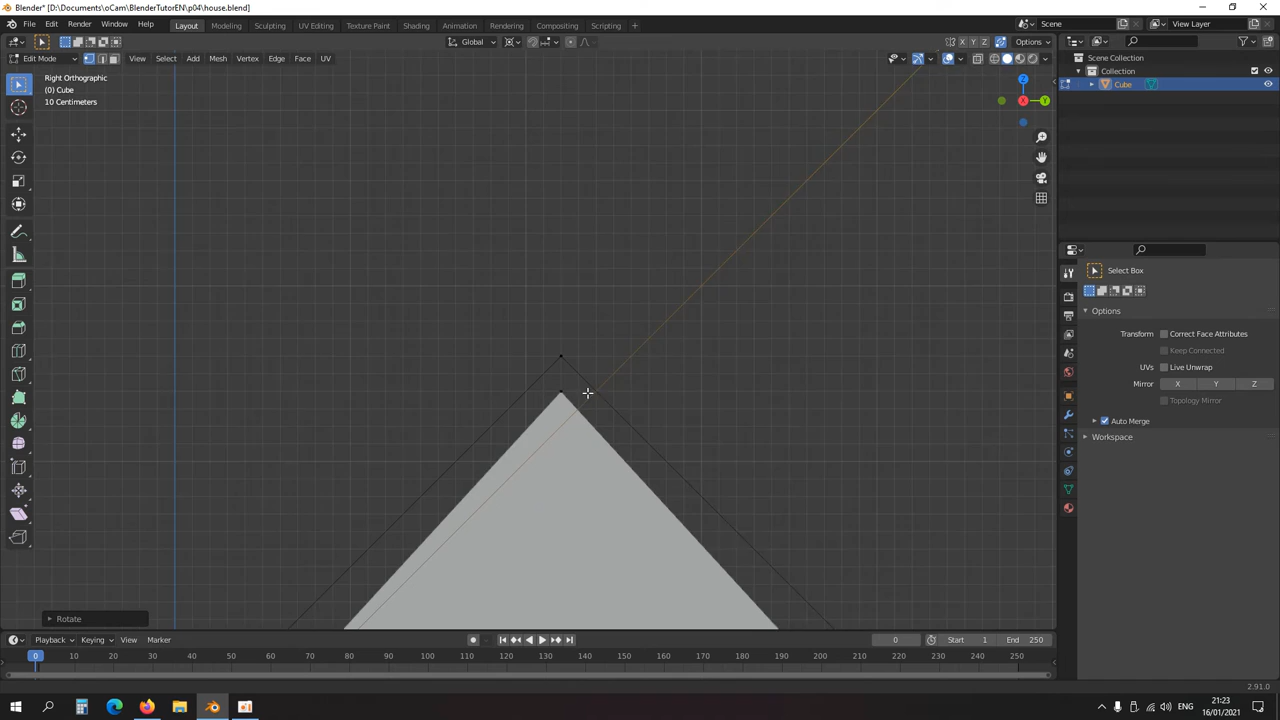 Blender* [D:\Documents\oCam\BlenderTutorEN\p04\house.blend]
File Edit Render Window Help Layout Modeling Sculpting UV Editing Texture Paint Shading Animation Rendering Compositing Scripting Scene View Layer
Global Options X Y Z
Edit Mode View Select Add Mesh Vertex Edge Face UV
Right Orthographic
(0) Cube
10 Centimeters
Z
X Y
Scene Collection
Collection
Cube
Select Box
Options
Transform Correct Face Attributes
Keep Connected
UVs Live Unwrap
Mirror X Y Z
Topology Mirror
Auto Merge
Workspace
Rotate
Playback Keying View Marker 0 Start 1 End 250
0 10 20 30 40 50 60 70 80 90 100 110 120 130 140 150 160 170 180 190 200 210 220 230 240 250
2.91.0
ENG
21:23
16/01/2021